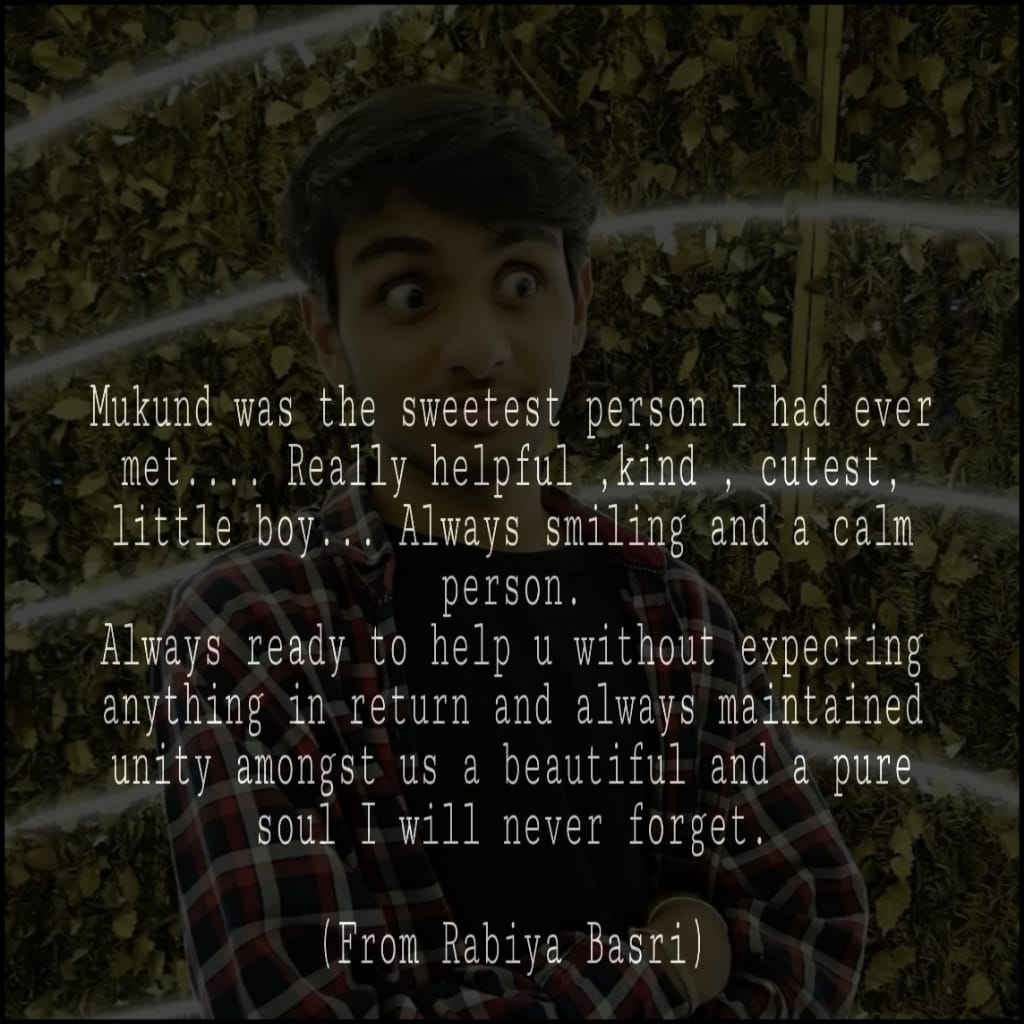 Mukund was the sweetest person I had ever
met.... Really helpful ,kind , cutest,
little boy... Always smiling and a calm
person.
Always ready to help u without expecting
anything in return and always maintained
unity amongst us a beautiful and a pure
soul I will never forget.
(From Rabiya Basri)